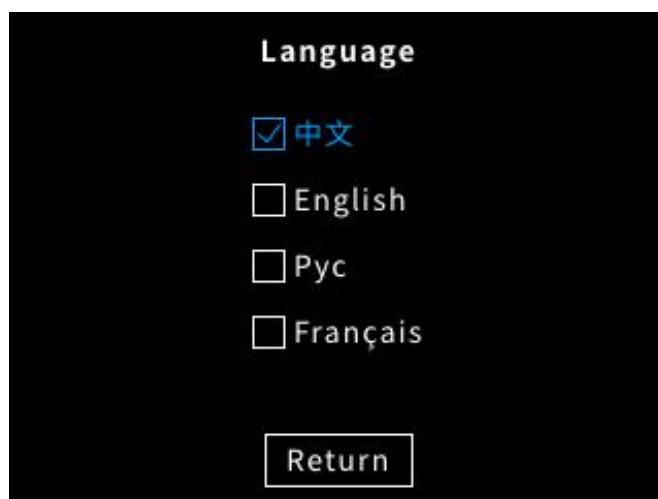 Language
中文
English
Рус
Français
Return